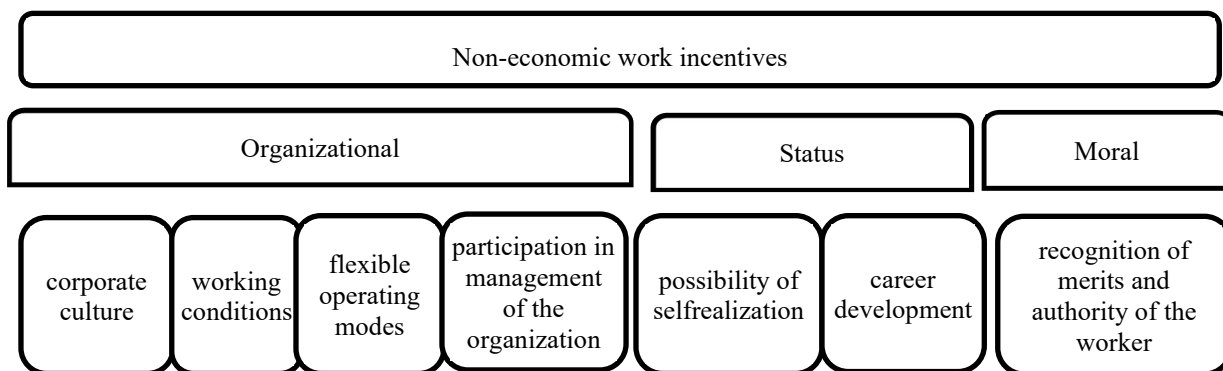 Non-economic work incentives
Organizational
Status
Moral
corporate
culture
working
conditions
flexible
operating
modes
participation in
management
of the
organization
possibility of
selfrealization
career
development
recognition of
merits and
authority of the
worker